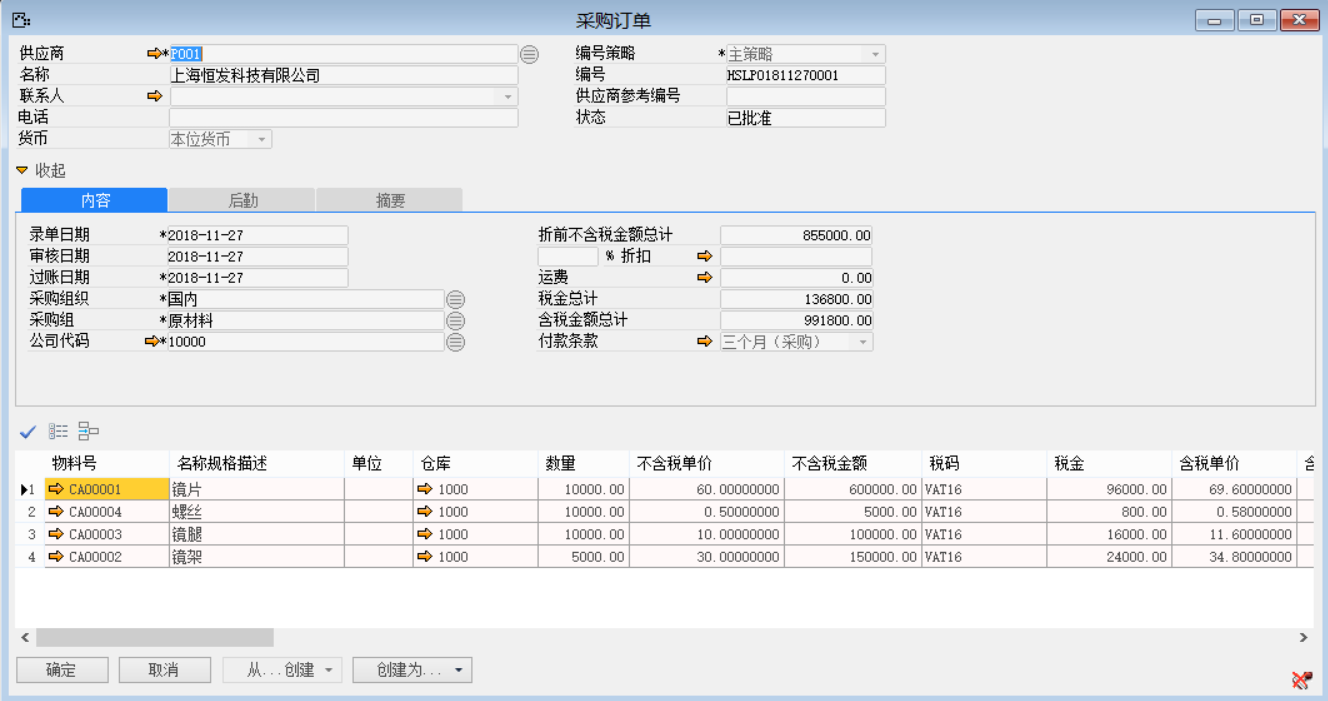 采购订单
供应商 *P001 编号策略 *主策略
名称 上海恒发科技有限公司 编号 HSLP01811270001
联系人 供应商参考编号
电话 状态 已批准
货币 本位货币
收起
内容 后勤 摘要
录单日期 *2018-11-27 折前不含税金额总计 855000.00
审核日期 2018-11-27 % 折扣
过账日期 *2018-11-27 运费 0.00
采购组织 *国内 税金总计 136800.00
采购组 *原材料 含税金额总计 991800.00
公司代码 *10000 付款条款 三个月（采购）
物料号 名称规格描述 单位 仓库 数量 不含税单价 不含税金额 税码 税金 含税单价 含
1 CA00001 镜片 1000 10000.00 60.00000000 600000.00 VAT16 96000.00 69.60000000
2 CA00004 螺丝 1000 10000.00 0.50000000 5000.00 VAT16 800.00 0.58000000
3 CA00003 镜腿 1000 10000.00 10.00000000 100000.00 VAT16 16000.00 11.60000000
4 CA00002 镜架 1000 5000.00 30.00000000 150000.00 VAT16 24000.00 34.80000000
确定 取消 从...创建 创建为...